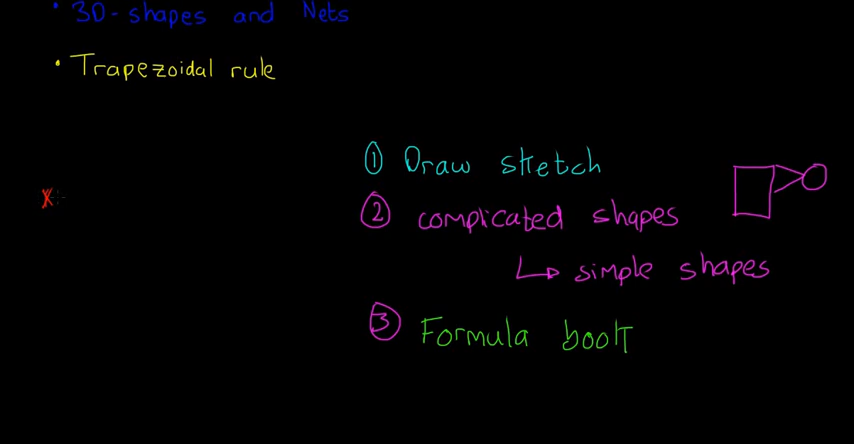 • 3D-shapes and Nets
• Trapezoidal rule
① Draw sketch
x
② complicated shapes
↳ simple shapes
③ Formula book